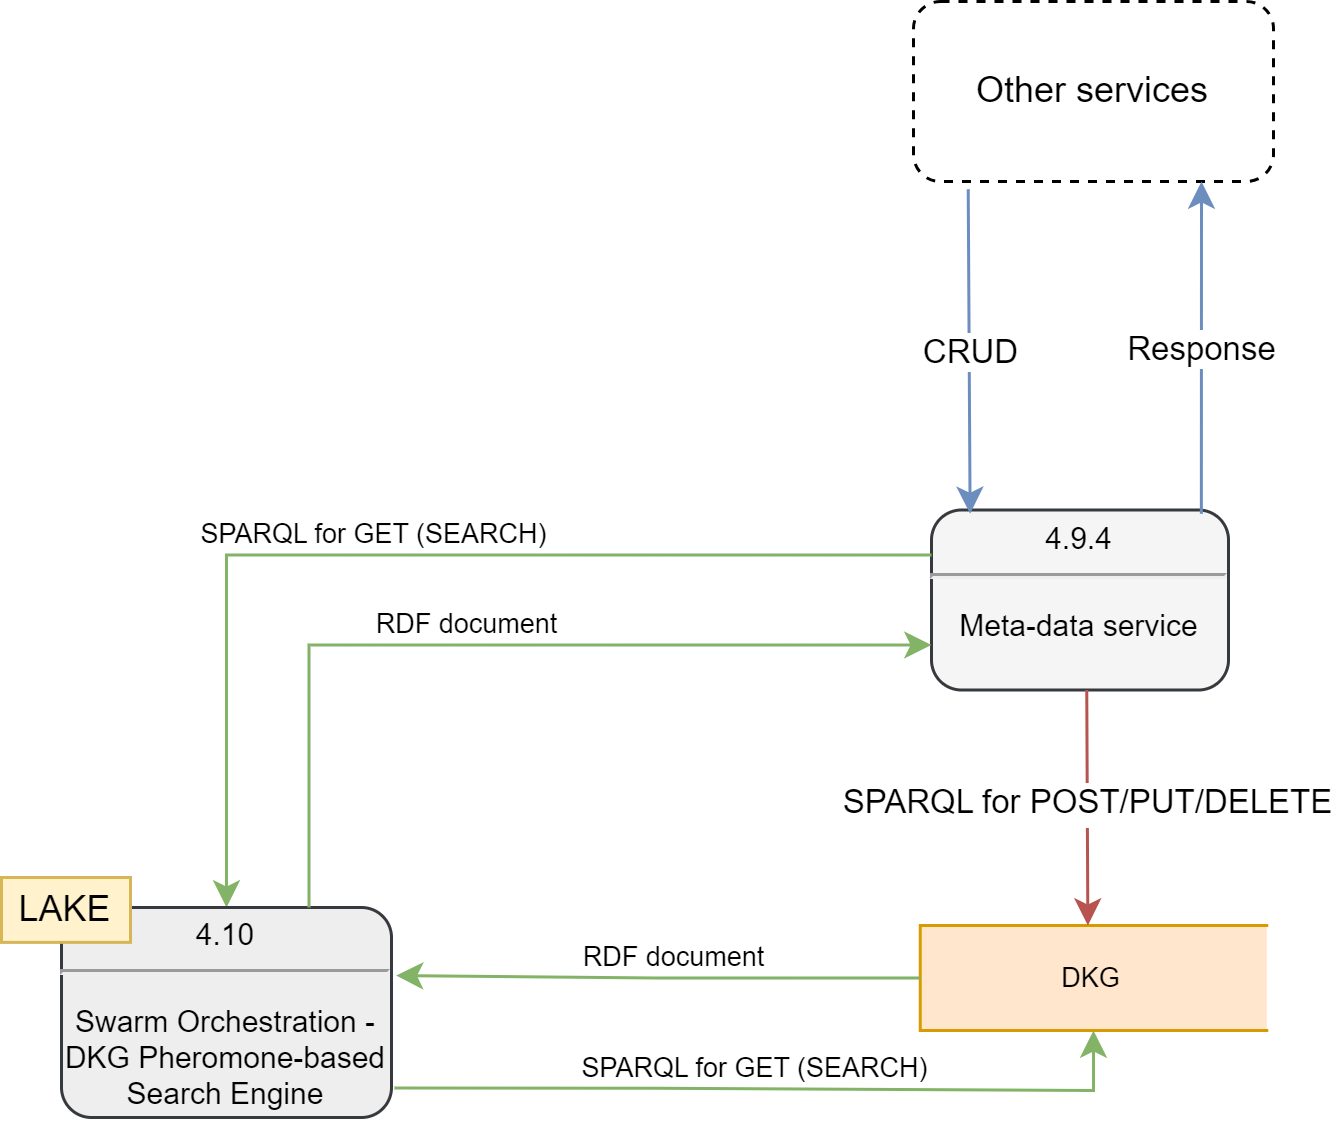 Other services
CRUD
Response
SPARQL for GET (SEARCH)
4.9.4
RDF document
Meta-data service
SPARQL for POST/PUT/DELETE
LAKE
4.10
RDF document
DKG
Swarm Orchestration -
DKG Pheromone-based
Search Engine
SPARQL for GET (SEARCH)